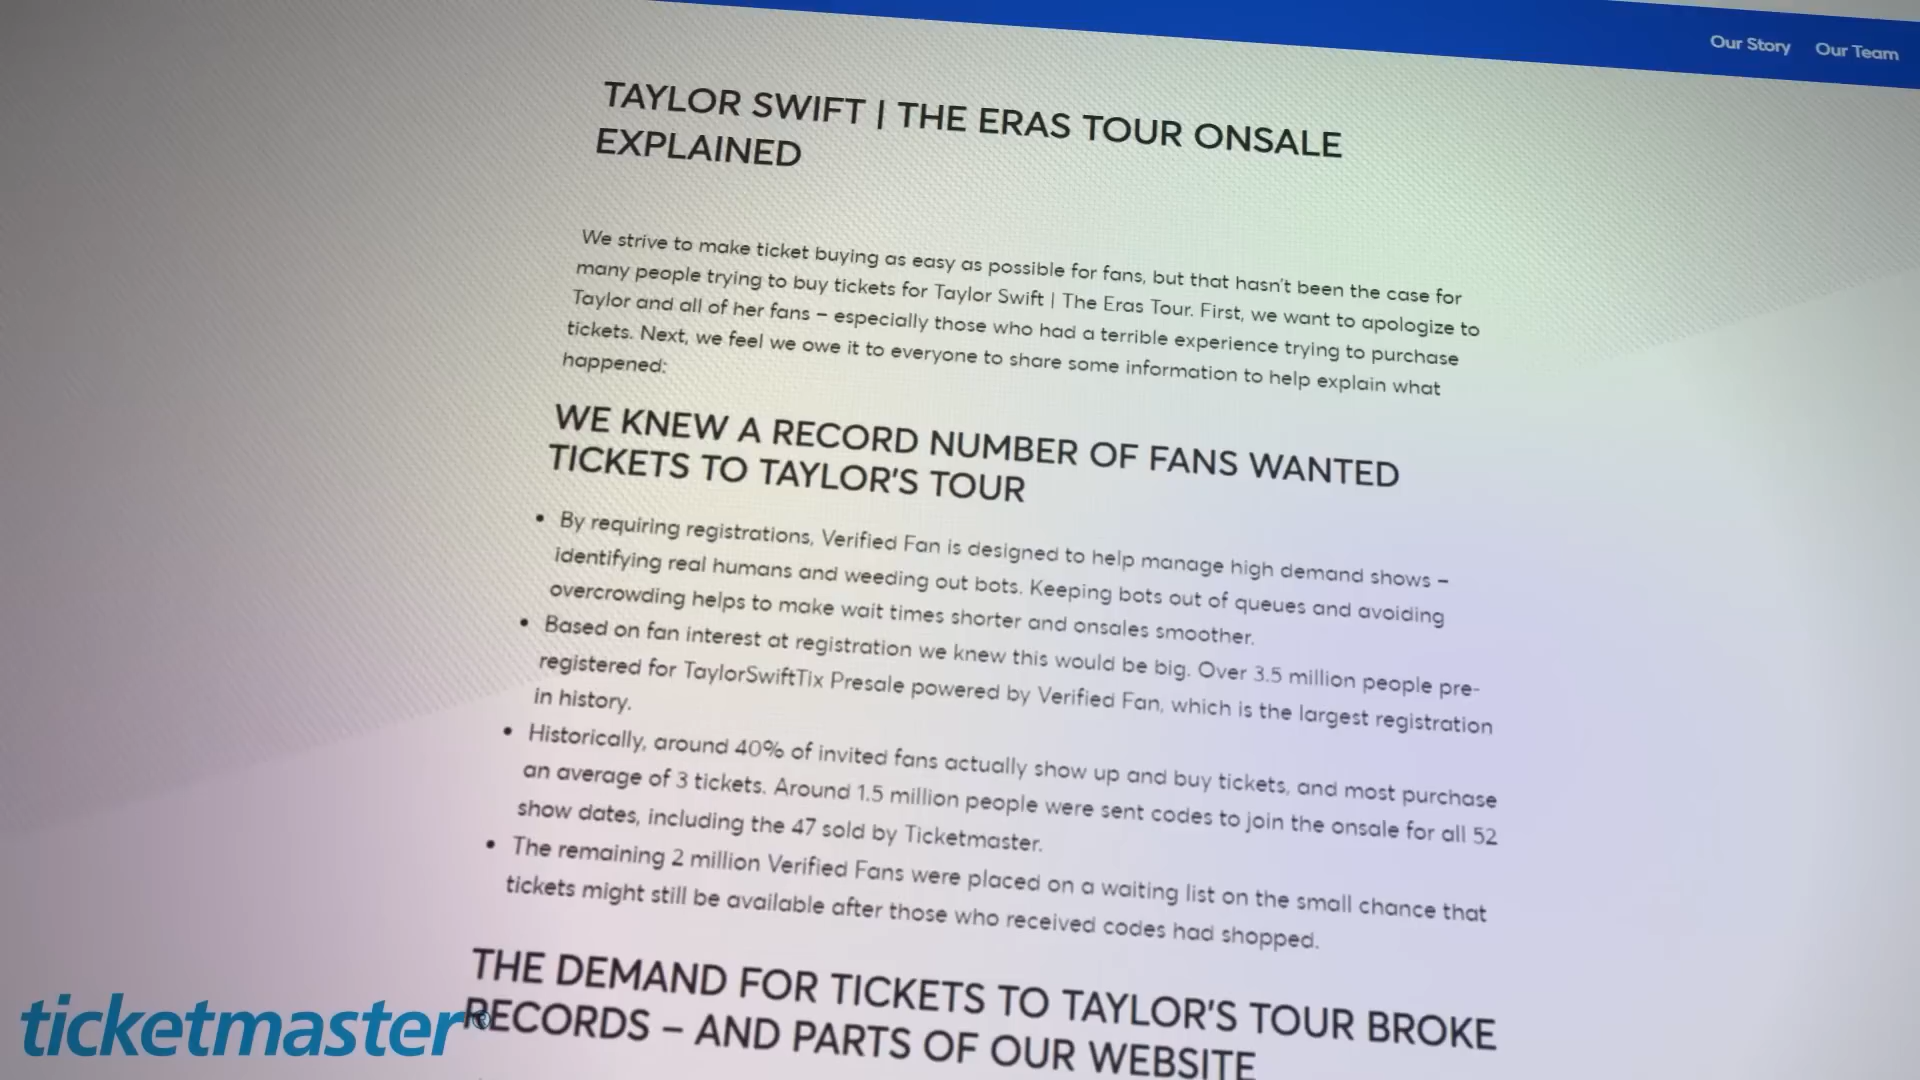 Our Story Our Team
TAYLOR SWIFT | THE ERAS TOUR ONSALE
EXPLAINED
We strive to make ticket buying as easy as possible for fans, but that hasn't been the case for
many people trying to buy tickets for Taylor Swift | The Eras Tour. First, we want to apologize to
Taylor and all of her fans – especially those who had a terrible experience trying to purchase
tickets. Next, we feel we owe it to everyone to share some information to help explain what
happened:
WE KNEW A RECORD NUMBER OF FANS WANTED
TICKETS TO TAYLOR'S TOUR
• By requiring registrations, Verified Fan is designed to help manage high demand shows –
identifying real humans and weeding out bots. Keeping bots out of queues and avoiding
overcrowding helps to make wait times shorter and onsales smoother.
• Based on fan interest at registration we knew this would be big. Over 3.5 million people pre-
registered for TaylorSwiftTix Presale powered by Verified Fan, which is the largest registration
in history.
• Historically, around 40% of invited fans actually show up and buy tickets, and most purchase
an average of 3 tickets. Around 1.5 million people were sent codes to join the onsale for all 52
show dates, including the 47 sold by Ticketmaster.
• The remaining 2 million Verified Fans were placed on a waiting list on the small chance that
tickets might still be available after those who received codes had shopped.
THE DEMAND FOR TICKETS TO TAYLOR'S TOUR BROKE
RECORDS – AND PARTS OF OUR WEBSITE
ticketmaster®